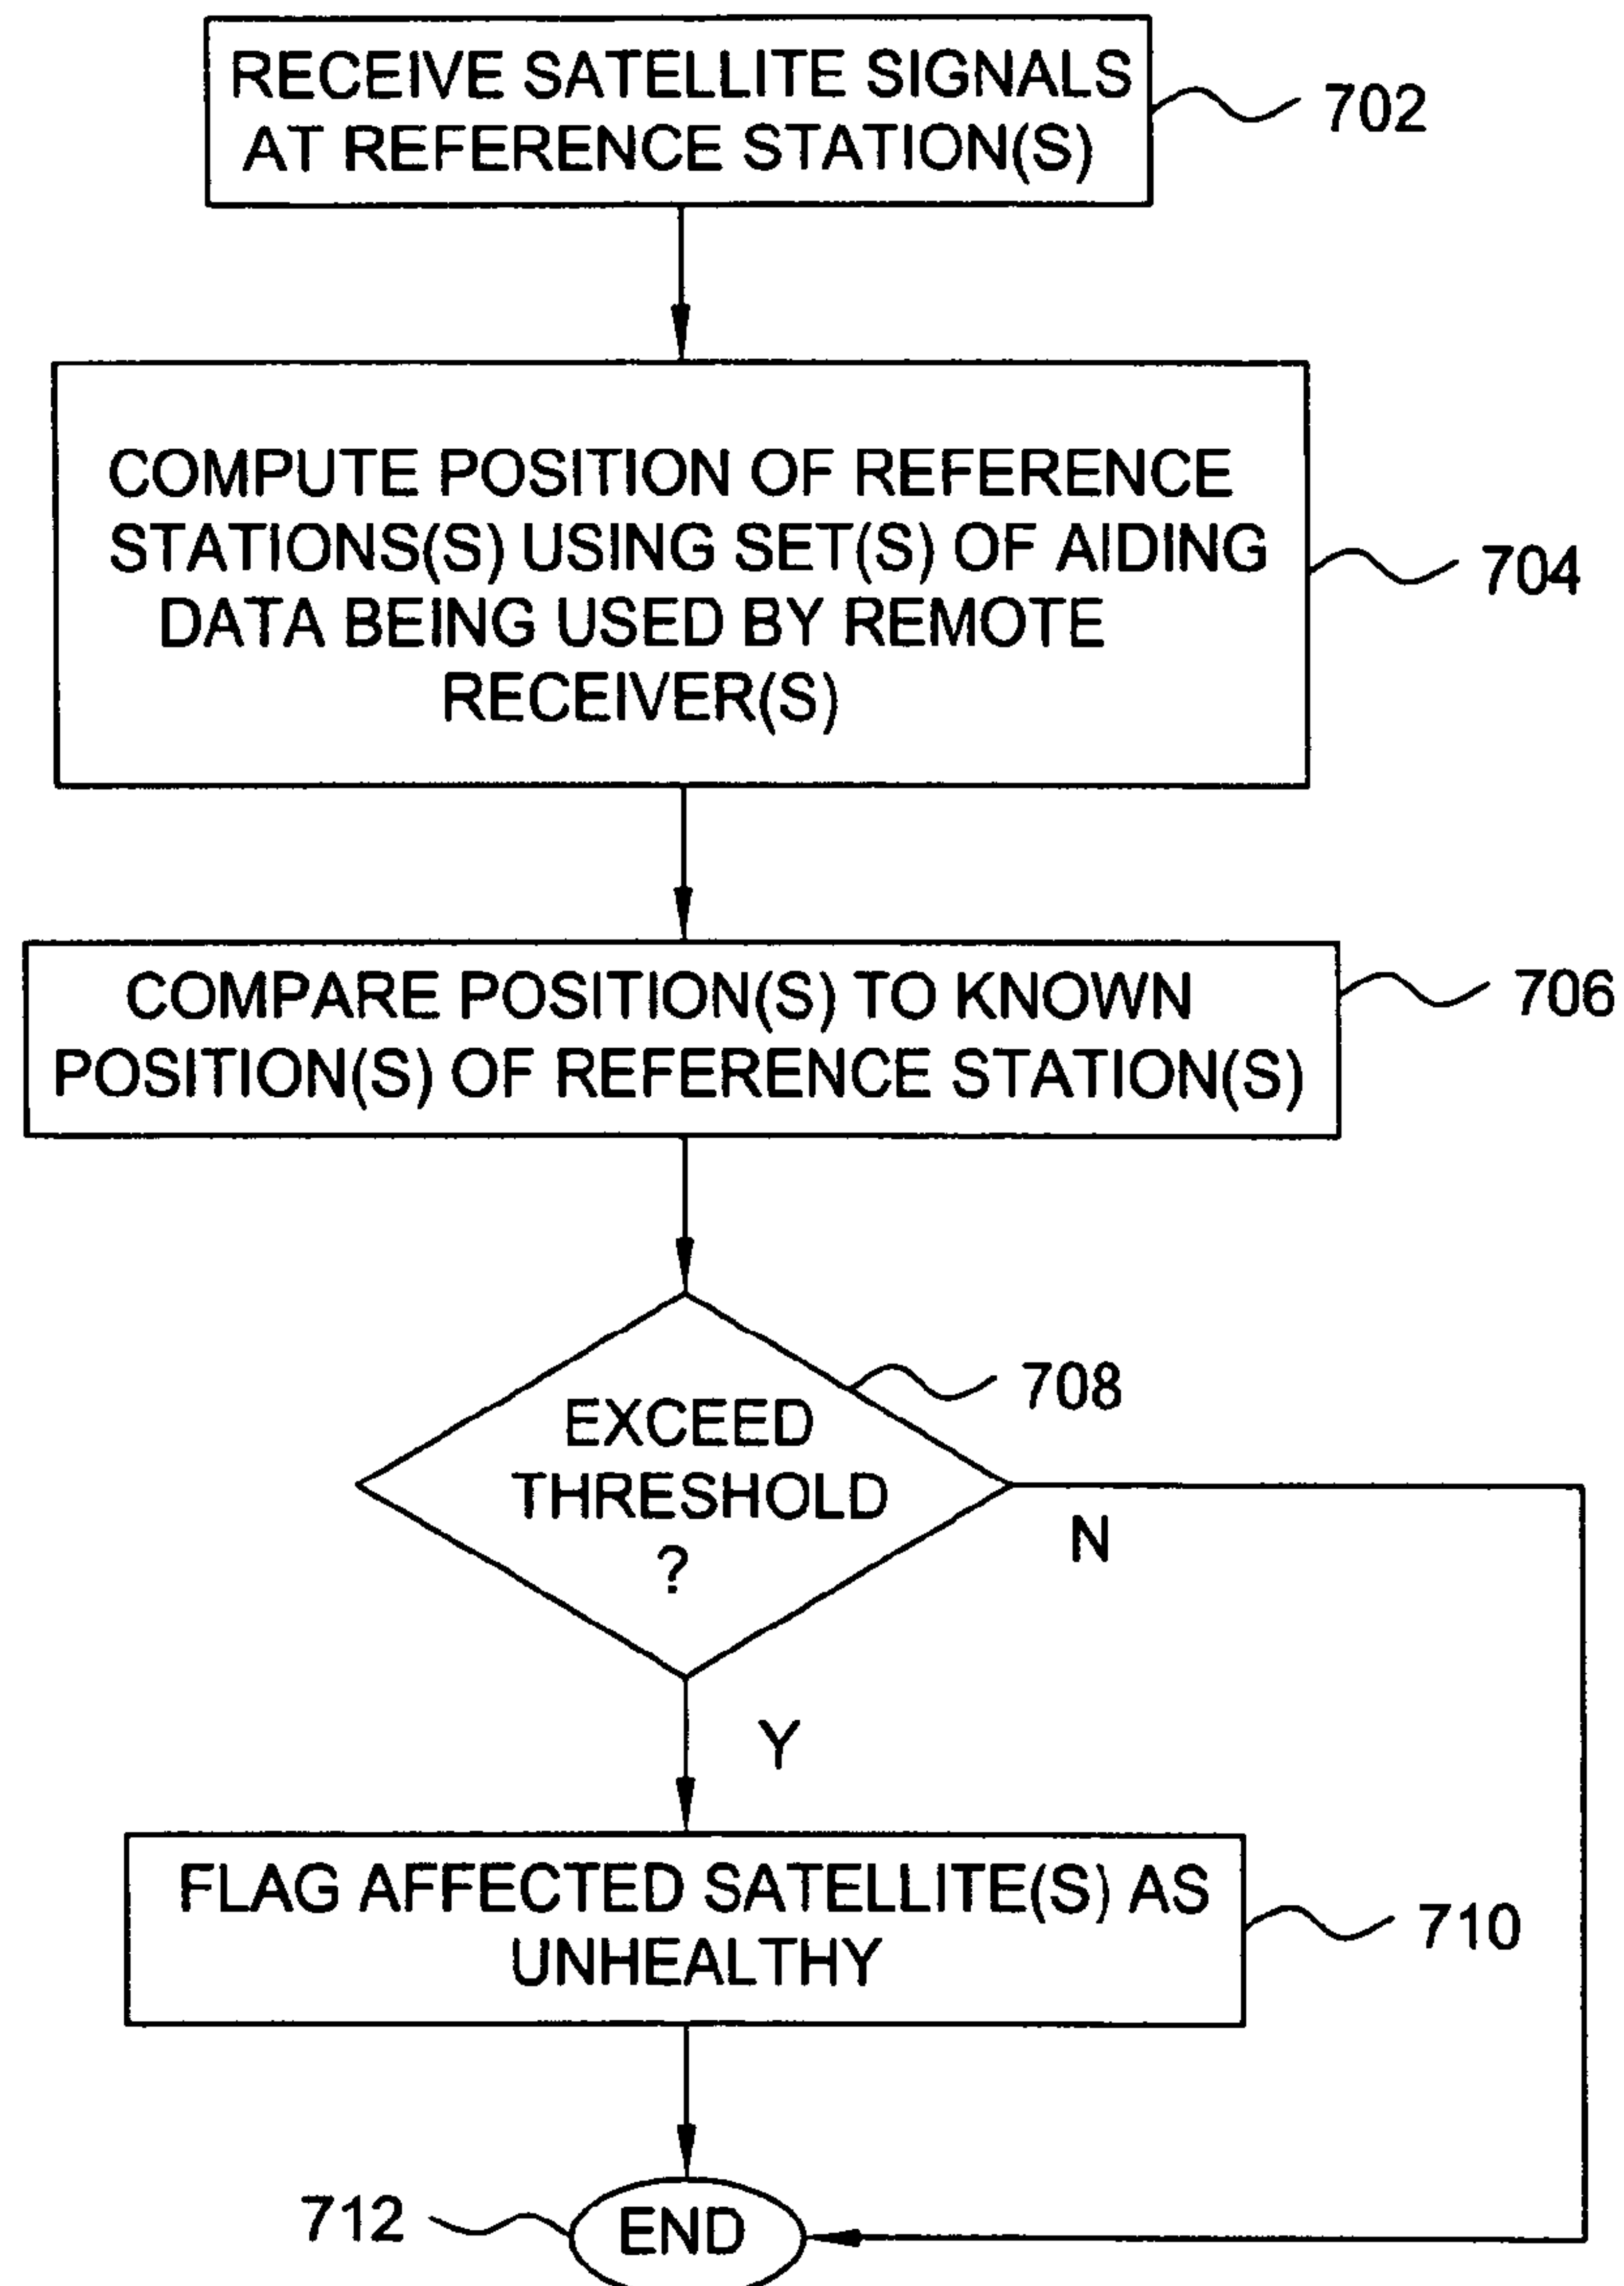 RECEIVE SATELLITE SIGNALS
AT REFERENCE STATION(S)
702
COMPUTE POSITION OF REFERENCE
STATIONS(S) USING SET(S) OF AIDING
DATA BEING USED BY REMOTE
RECEIVER(S)
704
COMPARE POSITION(S) TO KNOWN
POSITION(S) OF REFERENCE STATION(S)
706
EXCEED
THRESHOLD
?
708
N
Y
FLAG AFFECTED SATELLITE(S) AS
UNHEALTHY
710
712
END